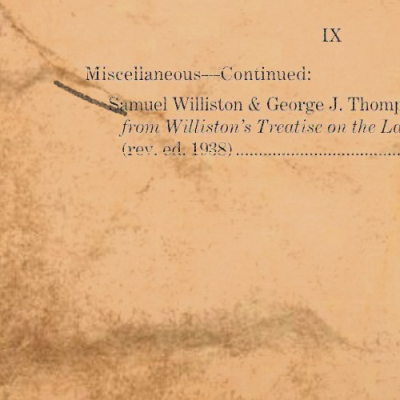 IX
Miscellaneous—Continued:
Samuel Williston & George J. Thomp
from Williston's Treatise on the La
(rev. ed. 1938) ..............................